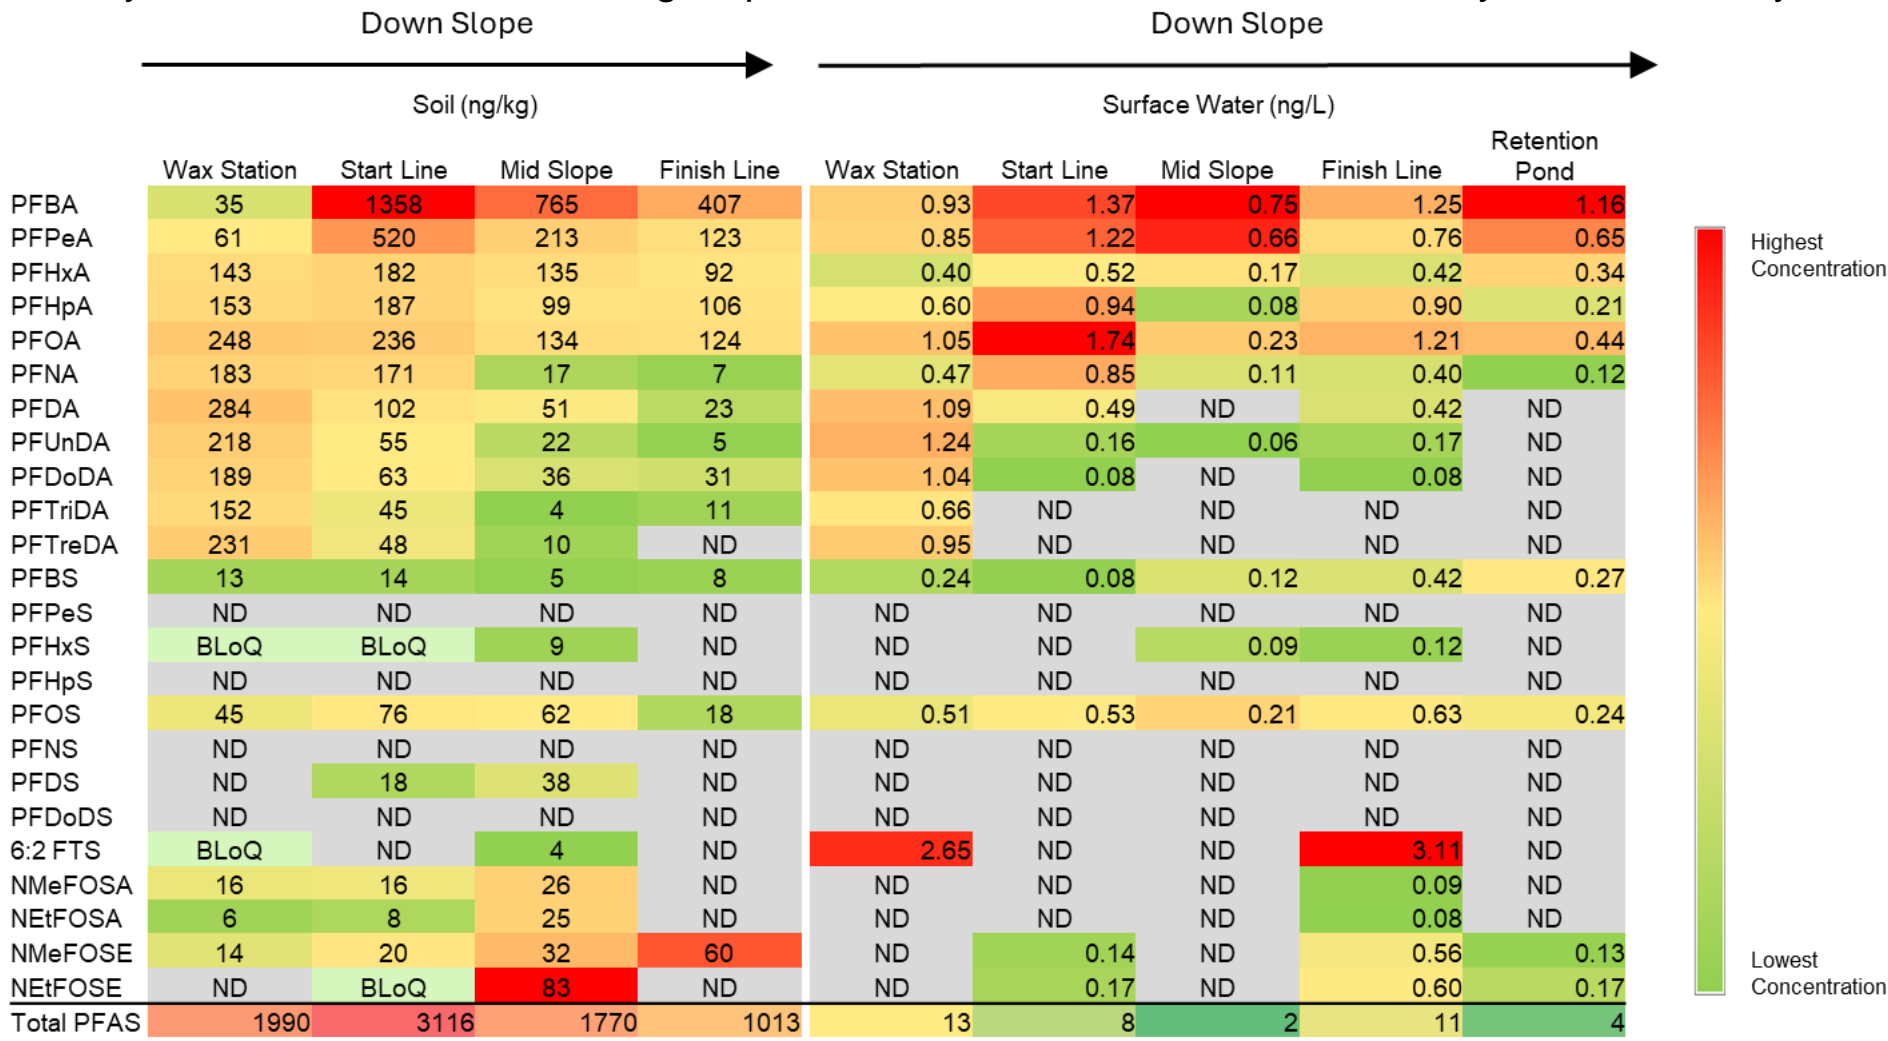 Down Slope Down Slope
Soil (ng/kg) Surface Water (ng/L)
Retention
Wax Station Start Line Mid Slope Finish Line Wax Station Start Line Mid Slope Finish Line Pond
PFBA 35 1358 765 407 0.93 1.37 0.75 1.25 1.16
PFPeA 61 520 213 123 0.85 1.22 0.66 0.76 0.65
PFHxA 143 182 135 92 0.40 0.52 0.17 0.42 0.34
PFHpA 153 187 99 106 0.60 0.94 0.08 0.90 0.21
PFOA 248 236 134 124 1.05 1.74 0.23 1.21 0.44
PFNA 183 171 17 7 0.47 0.85 0.11 0.40 0.12
PFDA 284 102 51 23 1.09 0.49 ND 0.42 ND
PFUnDA 218 55 22 5 1.24 0.16 0.06 0.17 ND
PFDoDA 189 63 36 31 1.04 0.08 ND 0.08 ND
PFTriDA 152 45 4 11 0.66 ND ND ND ND
PFTreDA 231 48 10 ND 0.95 ND ND ND ND
PFBS 13 14 5 8 0.24 0.08 0.12 0.42 0.27
PFPeS ND ND ND ND ND ND ND ND ND
PFHxS BLoQ BLoQ 9 ND ND ND 0.09 0.12 ND
PFHpS ND ND ND ND ND ND ND ND ND
PFOS 45 76 62 18 0.51 0.53 0.21 0.63 0.24
PFNS ND ND ND ND ND ND ND ND ND
PFDS ND 18 38 ND ND ND ND ND ND
PFDoDS ND ND ND ND ND ND ND ND ND
6:2 FTS BLoQ ND 4 ND 2.65 ND ND 3.11 ND
NMeFOSA 16 16 26 ND ND ND ND 0.09 ND
NEtFOSA 6 8 25 ND ND ND ND 0.08 ND
NMeFOSE 14 20 32 60 ND 0.14 ND 0.56 0.13
NEtFOSE ND BLoQ 83 ND ND 0.17 ND 0.60 0.17
Total PFAS 1990 3116 1770 1013 13 8 2 11 4
Highest
Concentration
Lowest
Concentration